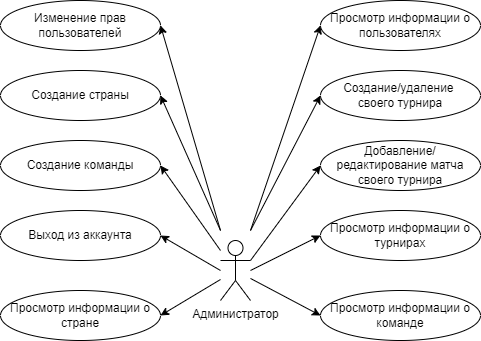 Изменение прав
пользователей
Просмотр информации о
пользователях
Создание страны
Создание/удаление
своего турнира
Создание команды
Добавление/
редактирование матча
своего турнира
Выход из аккаунта
Просмотр информации о
турнирах
Просмотр информации о
стране
Администратор
Просмотр информации о
команде